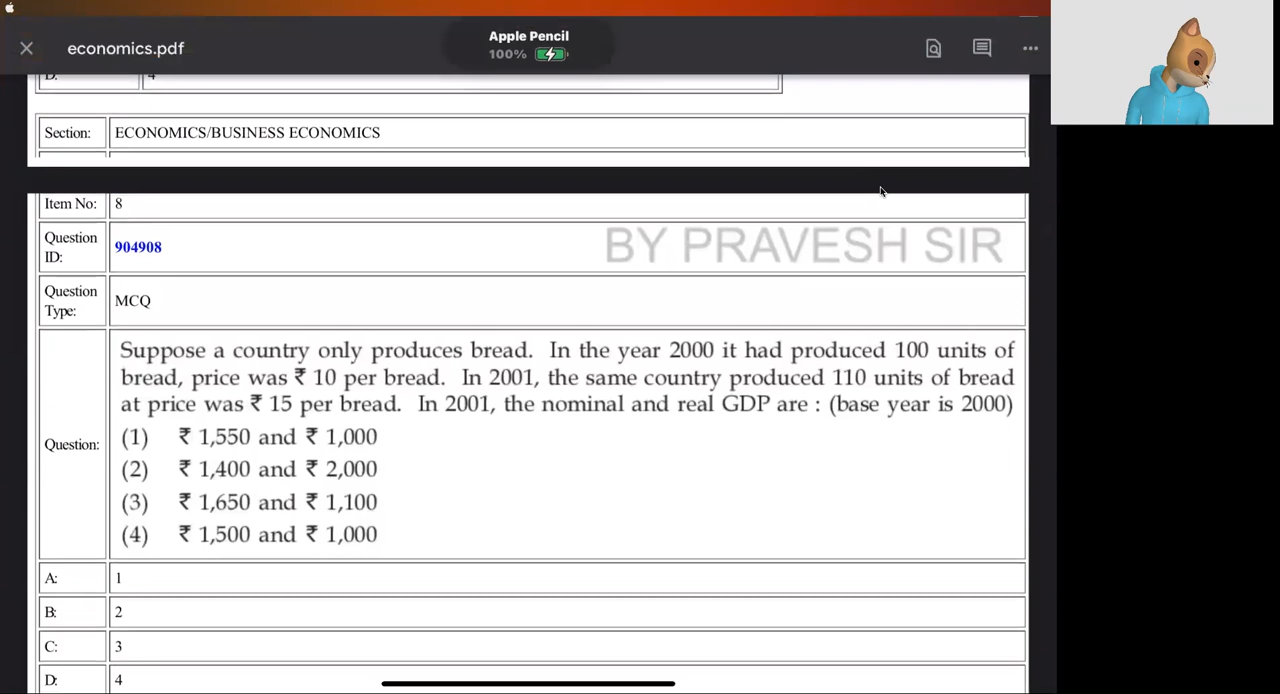 Apple Pencil
economics.pdf
100%
D. 4
Section: ECONOMICS/BUSINESS ECONOMICS
Item No: 8
Question ID: 904908
BY PRAVESH SIR
Question Type: MCQ
Question:
Suppose a country only produces bread. In the year 2000 it had produced 100 units of
bread, price was ₹ 10 per bread. In 2001, the same country produced 110 units of bread
at price was ₹ 15 per bread. In 2001, the nominal and real GDP are : (base year is 2000)
(1) ₹ 1,550 and ₹ 1,000
(2) ₹ 1,400 and ₹ 2,000
(3) ₹ 1,650 and ₹ 1,100
(4) ₹ 1,500 and ₹ 1,000
A: 1
B: 2
C: 3
D: 4